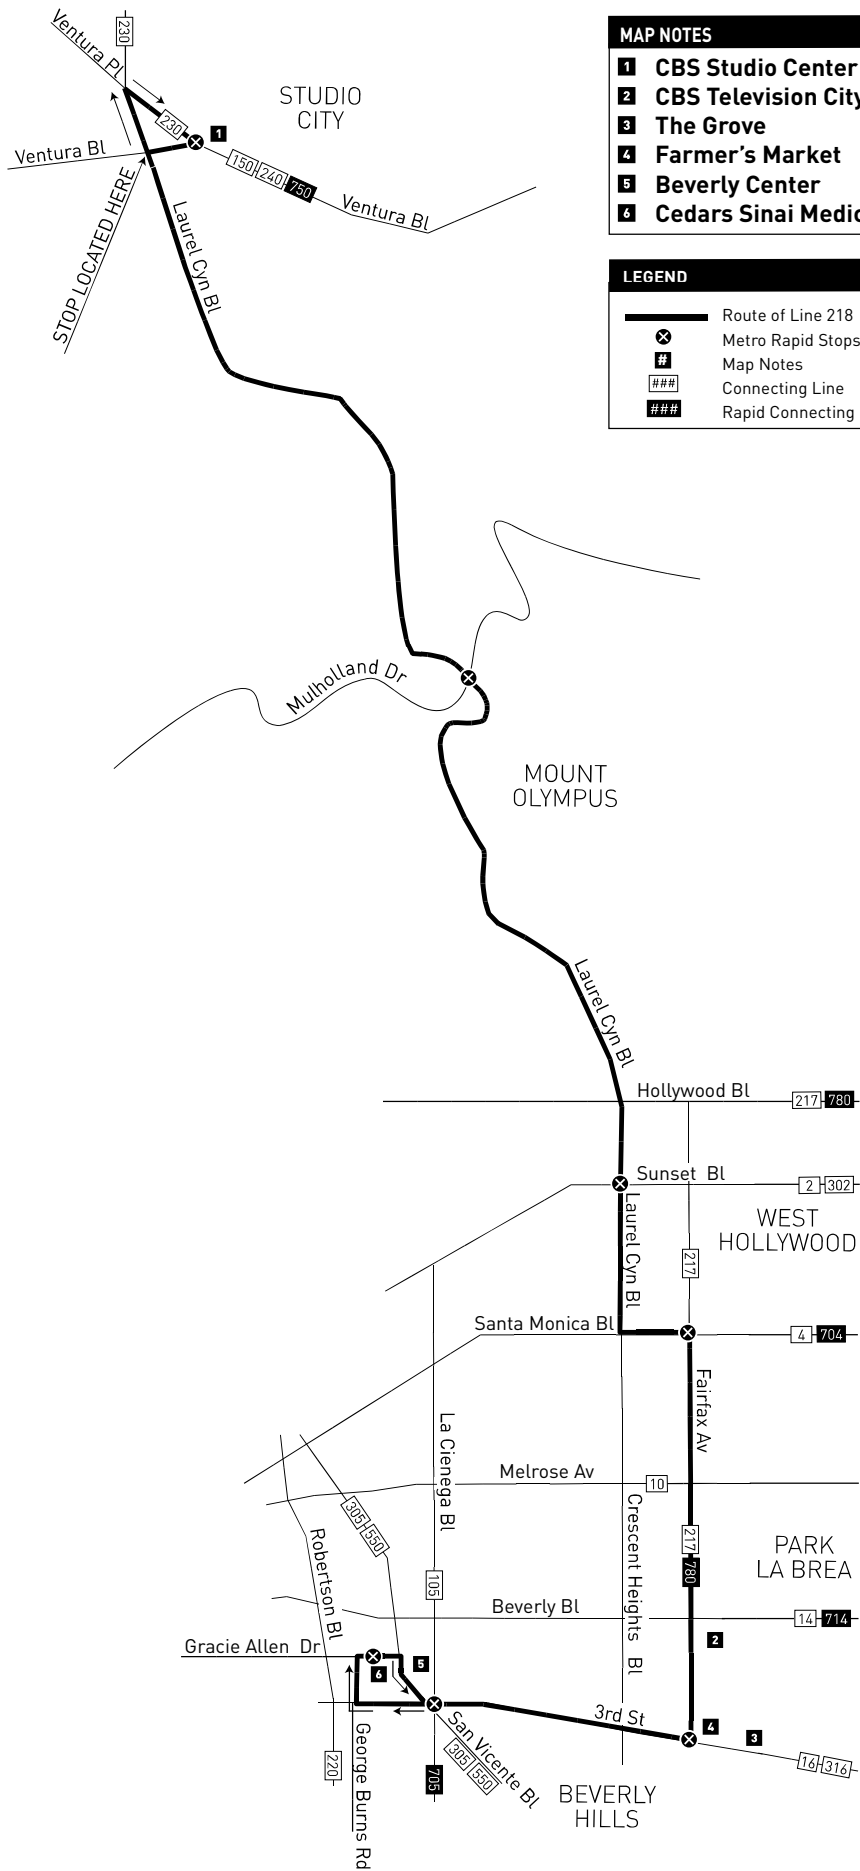 230
Ventura Pl
STUDIO
CITY
230
1
Ventura Bl
150
240
750
Ventura Bl
STOP LOCATED HERE
Laurel Cyn Bl
MAP NOTES
1 CBS Studio Center
2 CBS Television City
3 The Grove
4 Farmer's Market
5 Beverly Center
6 Cedars Sinai Medic
LEGEND
Route of Line 218
Metro Rapid Stops
# Map Notes
### Connecting Line
### Rapid Connecting
Mulholland Dr
MOUNT
OLYMPUS
Laurel Cyn Bl
Hollywood Bl
217
780
Sunset Bl
2
302
WEST
HOLLYWOOD
Laurel Cyn Bl
217
Santa Monica Bl
4
704
Fairfax Av
La Cienega Bl
Melrose Av
10
305
550
Crescent Heights Bl
217
780
PARK
LA BREA
Robertson Bl
105
Beverly Bl
14
714
Gracie Allen Dr
2
5
6
3rd St
4
3
16
316
San Vicente Bl
305
550
George Burns Rd
220
705
BEVERLY
HILLS